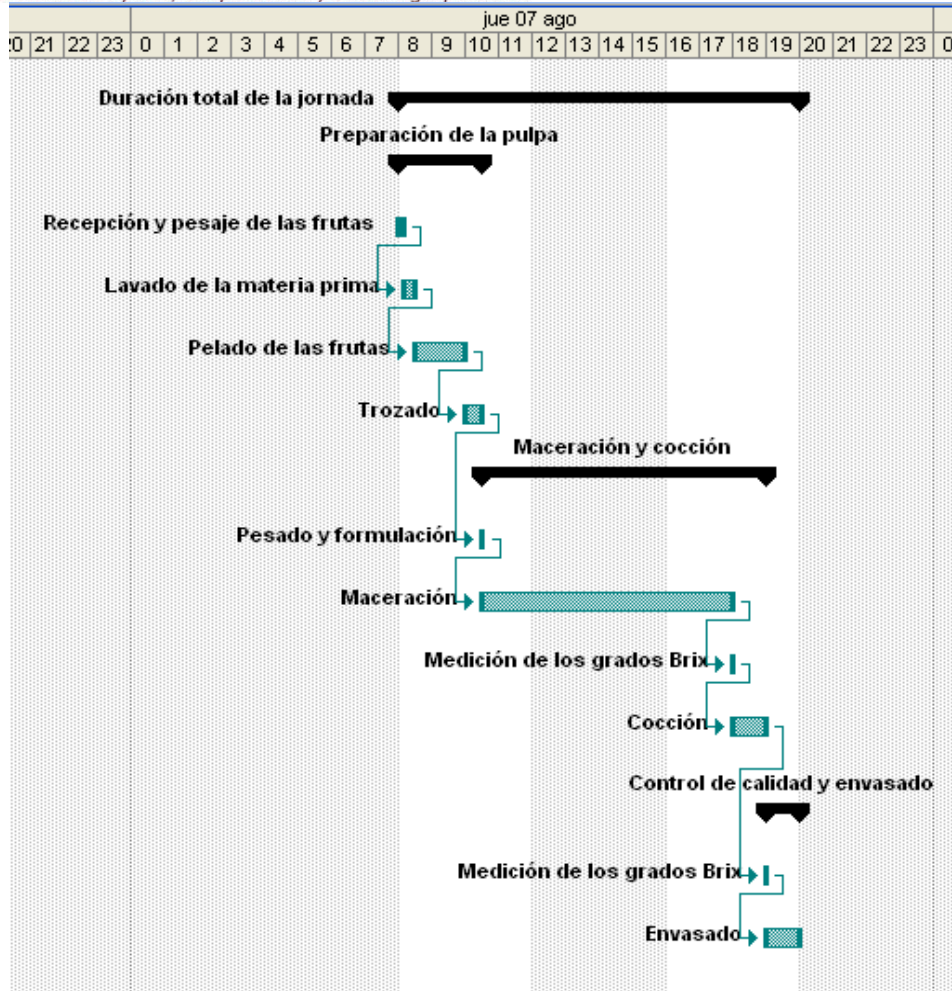 jue 07 ago
20 21 22 23 0 1 2 3 4 5 6 7 8 9 10 11 12 13 14 15 16 17 18 19 20 21 22 23 0
Duración total de la jornada
Preparación de la pulpa
Recepción y pesaje de las frutas
Lavado de la materia prima
Pelado de las frutas
Trozado
Maceración y cocción
Pesado y formulación
Maceración
Medición de los grados Brix
Cocción
Control de calidad y envasado
Medición de los grados Brix
Envasado